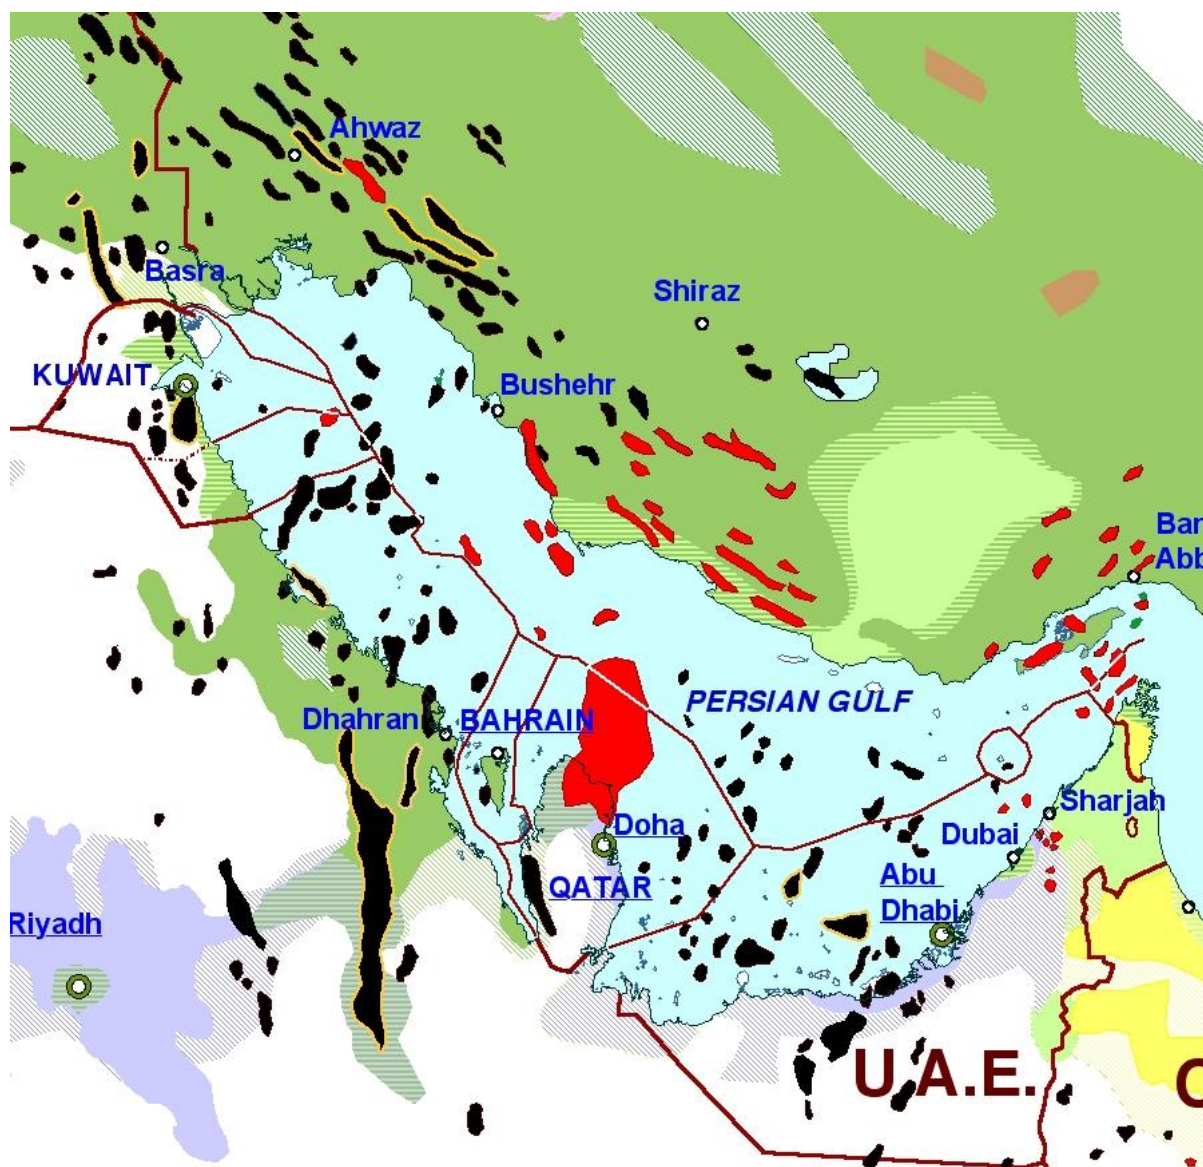 Ahwaz
Basra
Shiraz
KUWAIT
Bushehr
Ban
Abb
PERSIAN GULF
Dhahran
BAHRAIN
Sharjah
Doha
Dubai
QATAR
Abu
Dhabi
Riyadh
U.A.E.